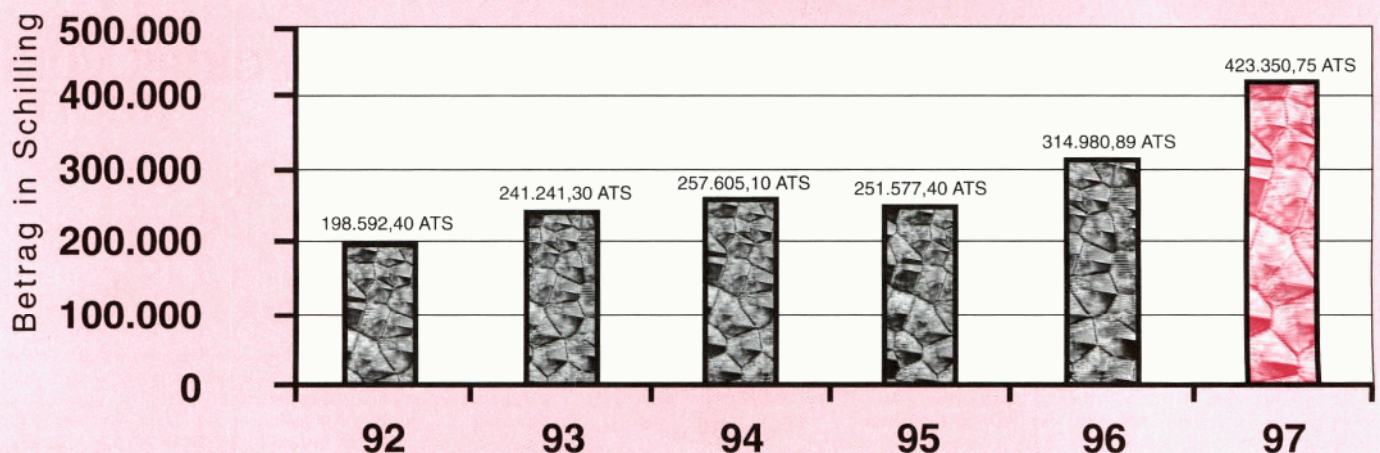 Betrag in Schilling
500.000
400.000
300.000
200.000
100.000
0
198.592,40 ATS
241.241,30 ATS
257.605,10 ATS
251.577,40 ATS
314.980,89 ATS
423.350,75 ATS
92 93 94 95 96 97